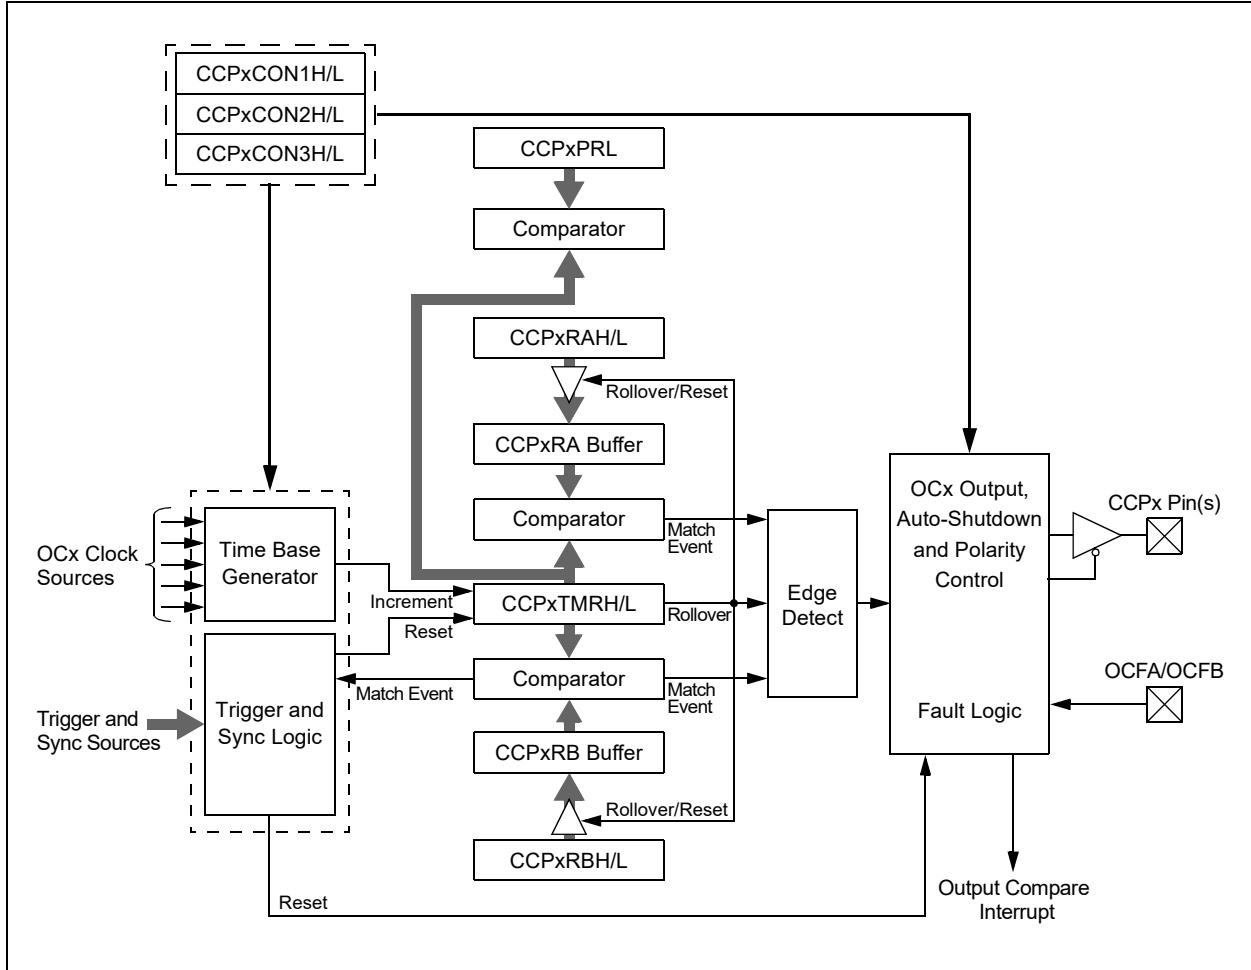 CCPxCON1H/L
CCPxCON2H/L
CCPxCON3H/L
CCPxPRL
Comparator
CCPxRAH/L
Rollover/Reset
CCPxRA Buffer
Comparator
Match
Event
OCx Clock
Sources
Time Base
Generator
Increment
Reset
CCPxTMRH/L
Rollover
Edge
Detect
OCx Output,
Auto-Shutdown
and Polarity
Control
CCPx Pin(s)
Comparator
Match Event
Match
Event
Trigger and
Sync Sources
Trigger and
Sync Logic
CCPxRB Buffer
Fault Logic
OCFA/OCFB
Rollover/Reset
CCPxRBH/L
Reset
Output Compare
Interrupt